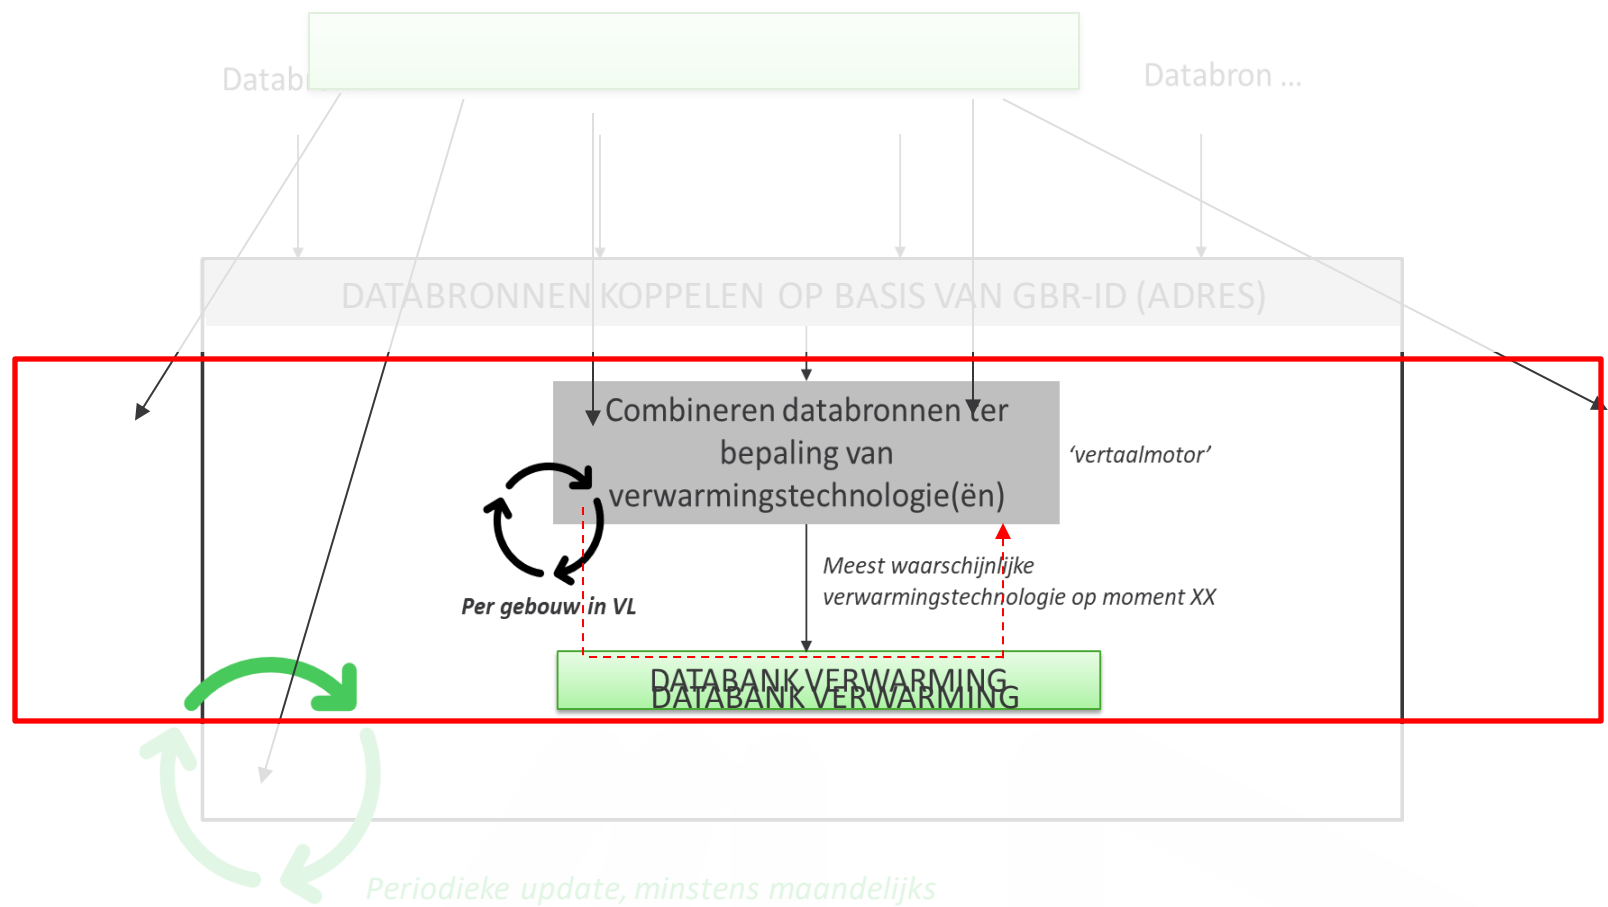 Datab
Databron ...
DATABRONNEN KOPPELEN OP BASIS VAN GBR-ID (ADRES)
Combineren databronnen ter
bepaling van
verwarmingstechnologie(ën)
‘vertaalmotor’
Meest waarschijnlijke
verwarmingstechnologie op moment XX
Per gebouw in VL
DATABANK VERWARMING
DATABANK VERWARMING
Periodieke update, minstens maandelijks